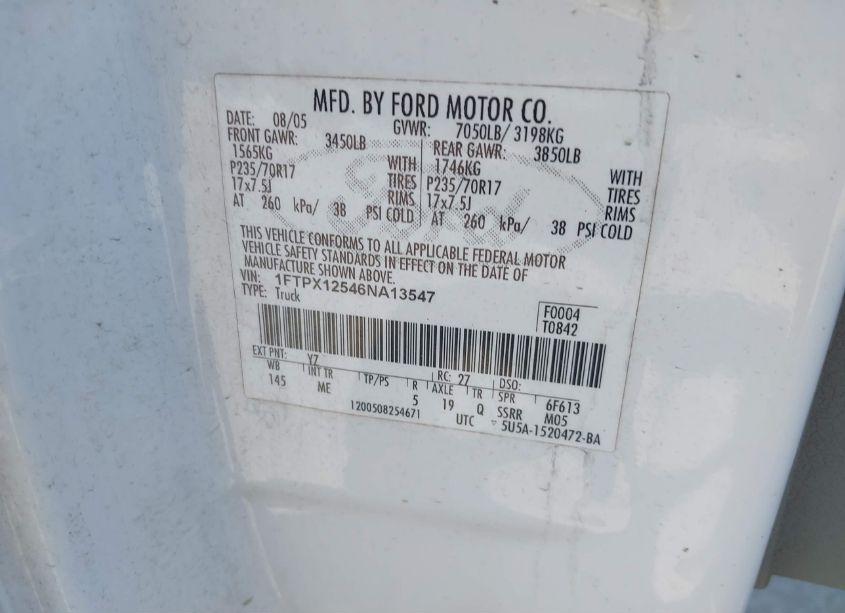 MFD. BY FORD MOTOR CO.
DATE: 08/05 GVWR: 7050LB/ 3198KG
FRONT GAWR: 3450LB REAR GAWR: 3850LB
1565KG WITH 1746KG WITH
P235/70R17 TIRES P235/70R17 TIRES
17x7.5J RIMS 17x7.5J RIMS
AT 260 kPa/ 38 PSI COLD AT 260 kPa/ 38 PSI COLD
THIS VEHICLE CONFORMS TO ALL APPLICABLE FEDERAL MOTOR
VEHICLE SAFETY STANDARDS IN EFFECT ON THE DATE OF
MANUFACTURE SHOWN ABOVE.
VIN: 1FTPX12546NA13547
TYPE: Truck
F0004
T0842
EXT PNT: YZ RC: 27 DSO:
WB INT TR TP/PS R AXLE TR SPR 6F613
145 ME 5 19 Q SSRR M05
1200508254671 UTC 5U5A-1520472-BA
Ford